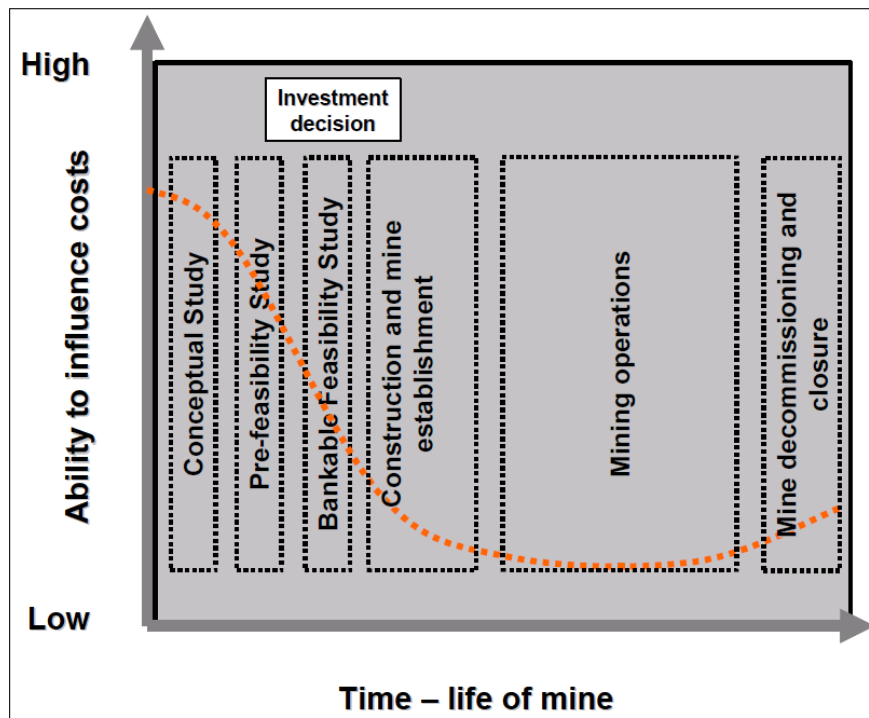 High
Investment
decision
Ability to influence costs
Conceptual Study
Pre-feasibility Study
Bankable Feasibility Study
Construction and mine
establishment
Mining operations
Mine decommissioning and
closure
Low
Time – life of mine